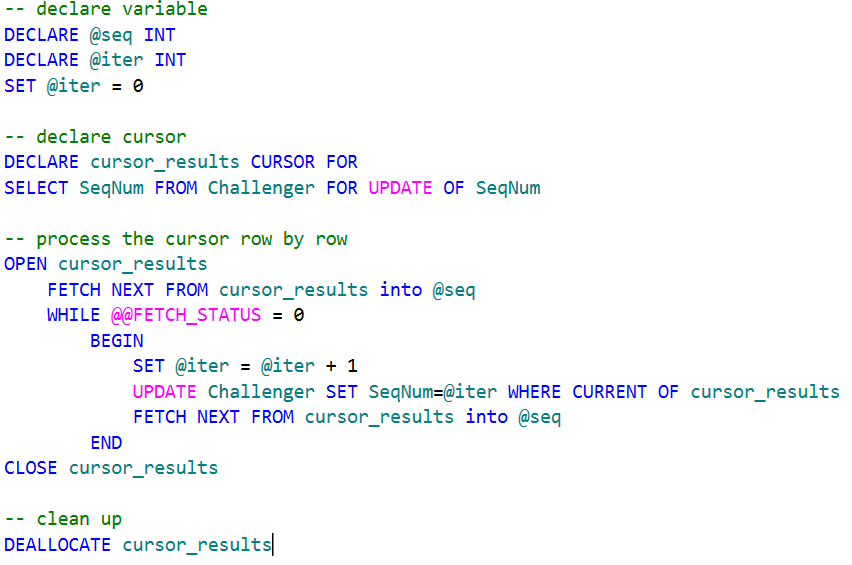 -- declare variable
DECLARE @seq INT
DECLARE @iter INT
SET @iter = 0
-- declare cursor
DECLARE cursor_results CURSOR FOR
SELECT SeqNum FROM Challenger FOR UPDATE OF SeqNum
-- process the cursor row by row
OPEN cursor_results
FETCH NEXT FROM cursor_results into @seq
WHILE @@FETCH_STATUS = 0
BEGIN
SET @iter = @iter + 1
UPDATE Challenger SET SeqNum=@iter WHERE CURRENT OF cursor_results
FETCH NEXT FROM cursor_results into @seq
END
CLOSE cursor_results
-- clean up
DEALLOCATE cursor_results